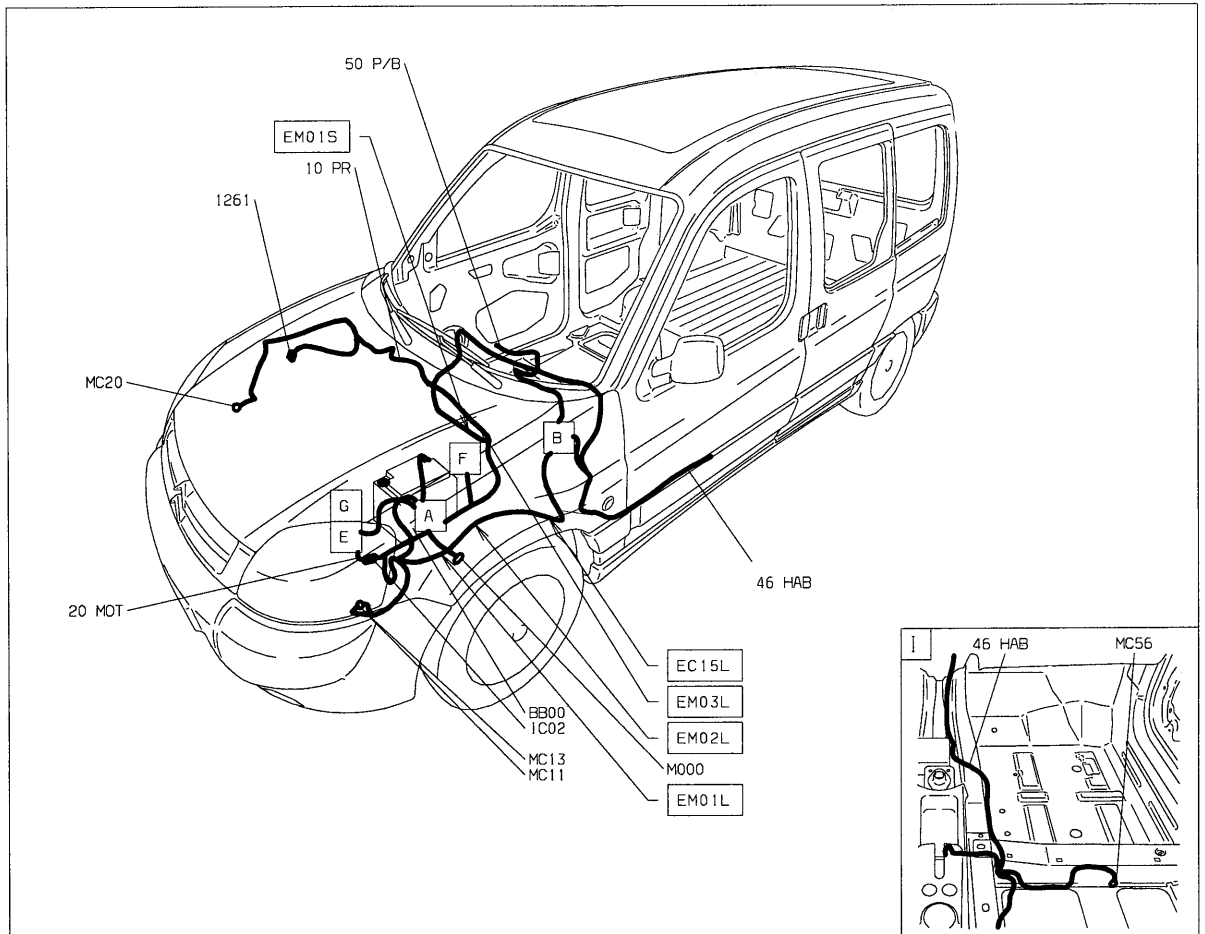 50 P/B
EM01S
10 PR
1261
MC20
B
F
G
A
E
46 HAB
20 MOT
I
46 HAB
MC56
EC15L
EM03L
BB00
IC02
EM02L
MC13
M000
MC11
EM01L